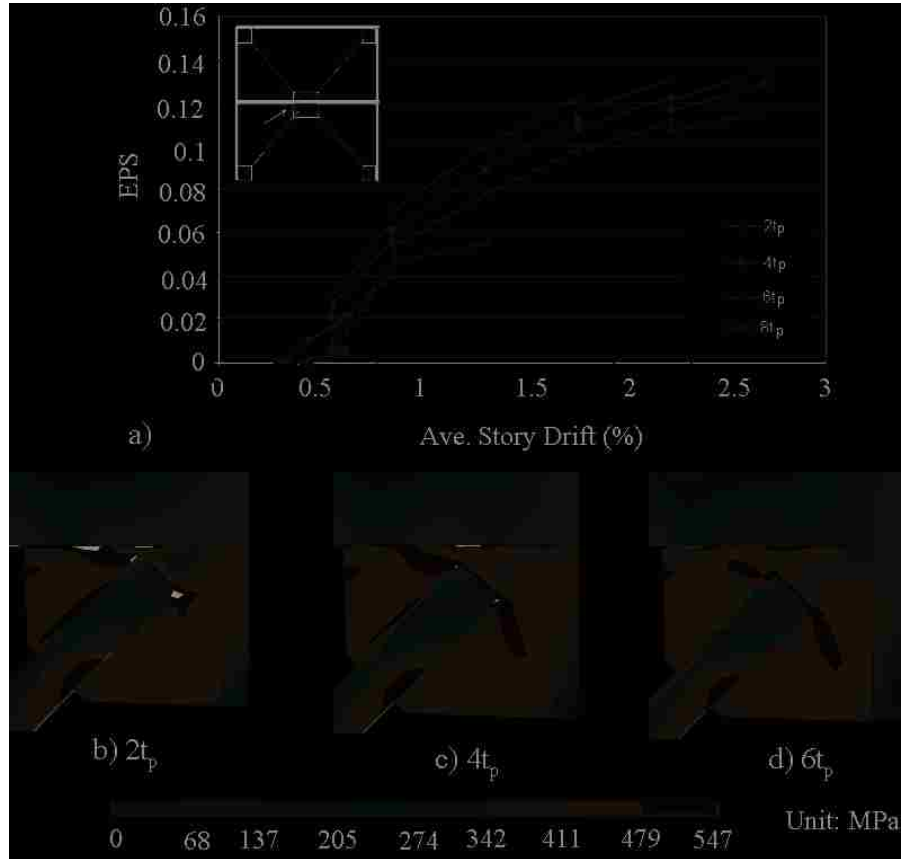 0.16
0.14
0.12
0.1
0.08
0.06
0.04
0.02
0
EPS
2tp
4tp
6tp
8tp
0 0.5 1 1.5 2 2.5 3
a) Ave. Story Drift (%)
b) 2tp c) 4tp d) 6tp
0 68 137 205 274 342 411 479 547 Unit: MPa